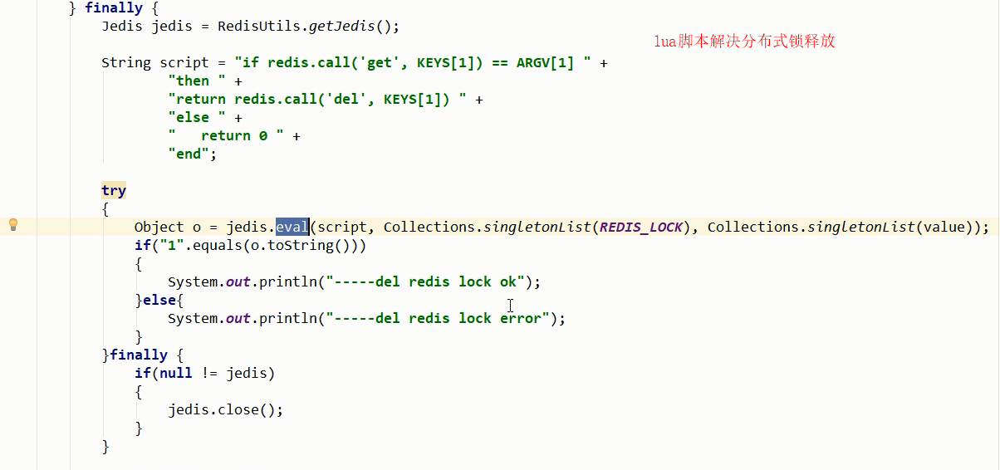 } finally {
Jedis jedis = RedisUtils.getJedis();
lua脚本解决分布式锁释放
String script = "if redis.call('get', KEYS[1]) == ARGV[1] " +
"then " +
"return redis.call('del', KEYS[1]) " +
"else " +
"   return 0 " +
"end";
try
{
Object o = jedis.eval(script, Collections.singletonList(REDIS_LOCK), Collections.singletonList(value));
if("1".equals(o.toString()))
{
System.out.println("-----del redis lock ok");
}else{
System.out.println("-----del redis lock error");
}
}finally {
if(null != jedis)
{
jedis.close();
}
}